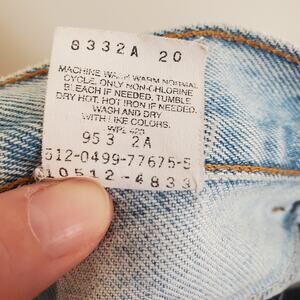 8332A 20
MACHINE WASH WARM NORMAL
CYCLE. ONLY NON-CHLORINE
BLEACH IF NEEDED. TUMBLE
DRY HOT. HOT IRON IF NEEDED.
WASH AND DRY
WITH LIKE COLORS.
WPL 423
953 2A
512-0499-77675-5
10512-4833